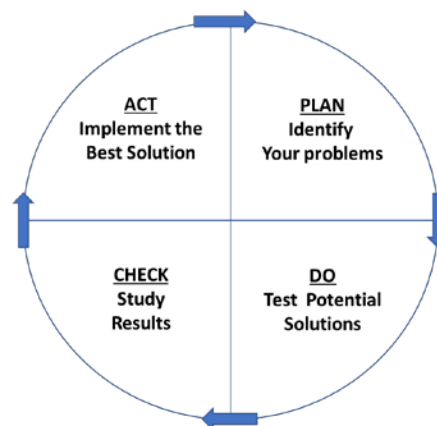 ACT
Implement the
Best Solution
PLAN
Identify
Your problems
CHECK
Study
Results
DO
Test Potential
Solutions